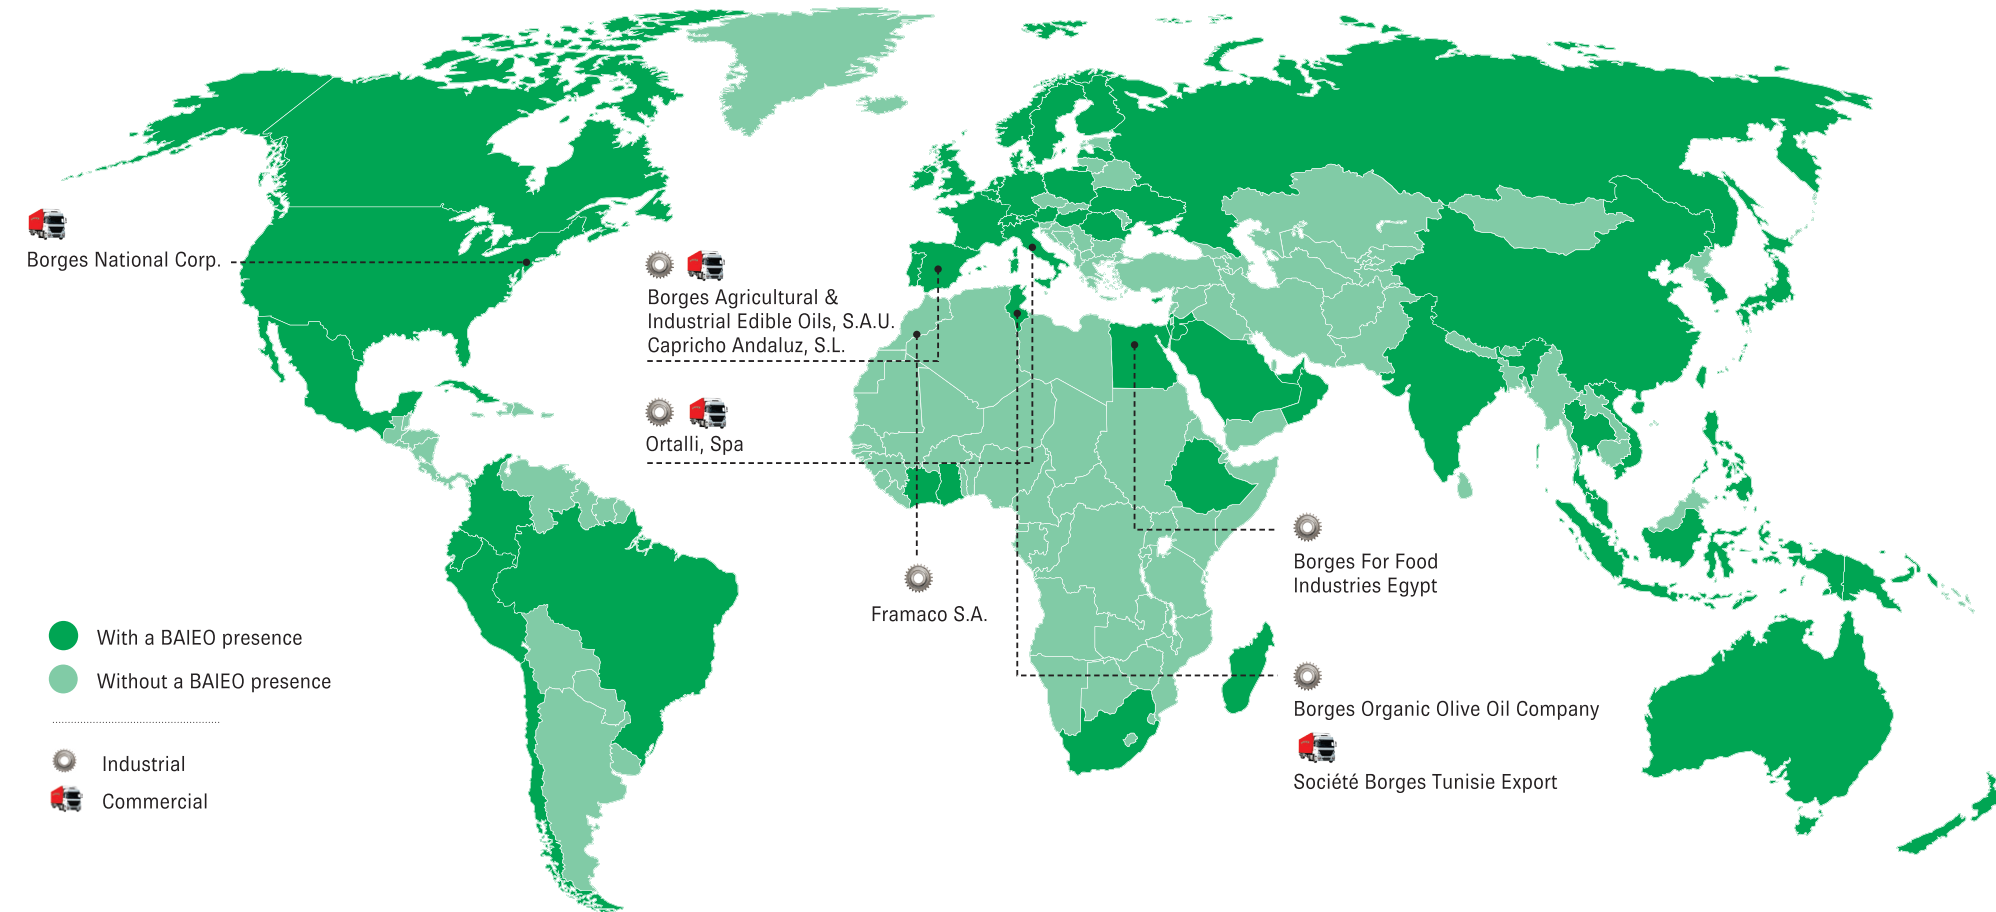 Borges National Corp.
Borges Agricultural &
Industrial Edible Oils, S.A.U.
Capricho Andaluz, S.L.
Ortalli, Spa
Framaco S.A.
Borges For Food
Industries Egypt
Borges Organic Olive Oil Company
Société Borges Tunisie Export
With a BAIEO presence
Without a BAIEO presence
Industrial
Commercial